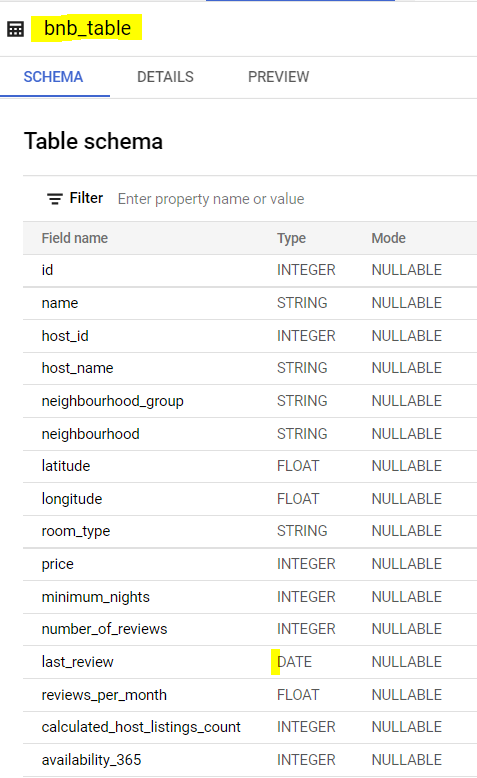 bnb_table
SCHEMA DETAILS PREVIEW
Table schema
Filter Enter property name or value
Field name Type Mode
id INTEGER NULLABLE
name STRING NULLABLE
host_id INTEGER NULLABLE
host_name STRING NULLABLE
neighbourhood_group STRING NULLABLE
neighbourhood STRING NULLABLE
latitude FLOAT NULLABLE
longitude FLOAT NULLABLE
room_type STRING NULLABLE
price INTEGER NULLABLE
minimum_nights INTEGER NULLABLE
number_of_reviews INTEGER NULLABLE
last_review DATE NULLABLE
reviews_per_month FLOAT NULLABLE
calculated_host_listings_count INTEGER NULLABLE
availability_365 INTEGER NULLABLE